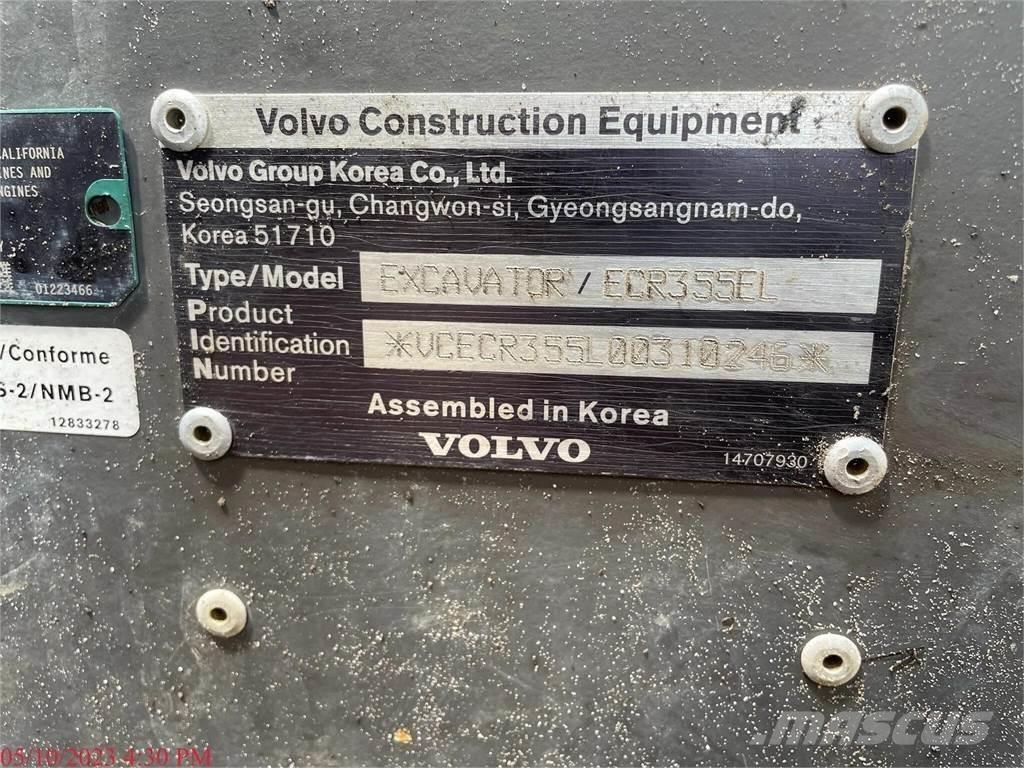 Volvo Construction Equipment
Volvo Group Korea Co., Ltd.
Seongsan-gu, Changwon-si, Gyeongsangnam-do,
Korea 51710
Type/Model EXCAVATOR / ECR355EL
Product
Identification *VCECR355L00310246*
Number
Assembled in Korea
VOLVO
14707930
CALIFORNIA
INES AND
NGINES
Y
01223466
/Conforme
S-2/NMB-2
12833278
05/10/2023 4:30 PM
MASCUS